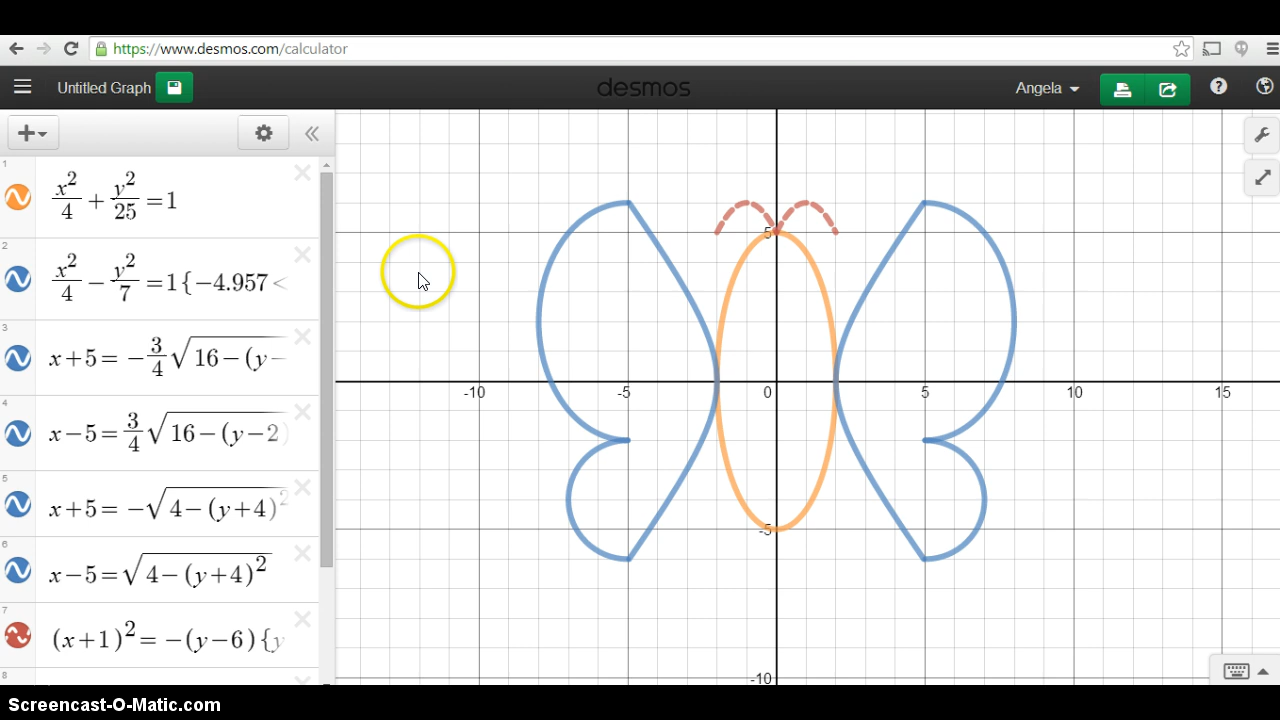 https://www.desmos.com/calculator
Untitled Graph
desmos
Angela
1
x²/4 + y²/25 = 1
2
x²/4 − y²/7 = 1{−4.957 <
3
x + 5 = −3/4√16 − (y −
4
x − 5 = 3/4√16 − (y − 2)
5
x + 5 = −√4 − (y + 4)²
6
x − 5 = √4 − (y + 4)²
7
(x + 1)² = −(y − 6){y
8
5
-10
-5
0
5
10
15
-5
-10
Screencast-O-Matic.com